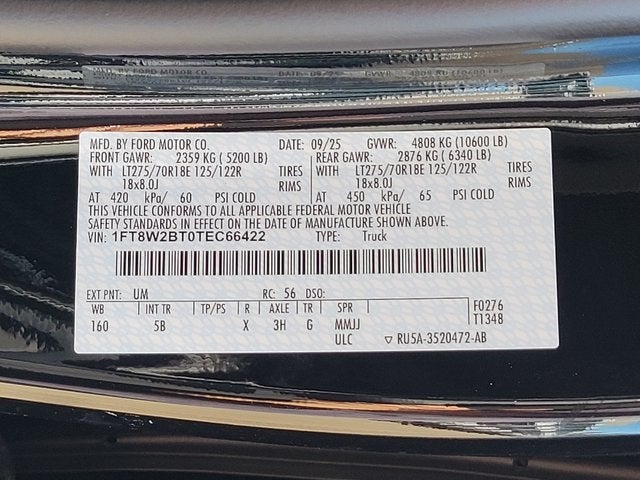 MFD. BY FORD MOTOR CO. DATE: 09/25 GVWR: 4808 KG (10600 LB)
FRONT GAWR: 2359 KG (5200 LB) REAR GAWR: 2876 KG (6340 LB)
WITH LT275/70R18E 125/122R TIRES WITH LT275/70R18E 125/122R TIRES
18x8.0J RIMS 18x8.0J RIMS
AT 420 kPa/ 60 PSI COLD AT 450 kPa/ 65 PSI COLD
THIS VEHICLE CONFORMS TO ALL APPLICABLE FEDERAL MOTOR VEHICLE
SAFETY STANDARDS IN EFFECT ON THE DATE OF MANUFACTURE SHOWN ABOVE.
VIN: 1FT8W2BT0TEC66422 TYPE: Truck
EXT PNT: UM RC: 56 DSO:
WB INT TR TP/PS R AXLE TR SPR F0276
160 5B X 3H G MMJJ T1348
ULC ▽ RU5A-3520472-AB